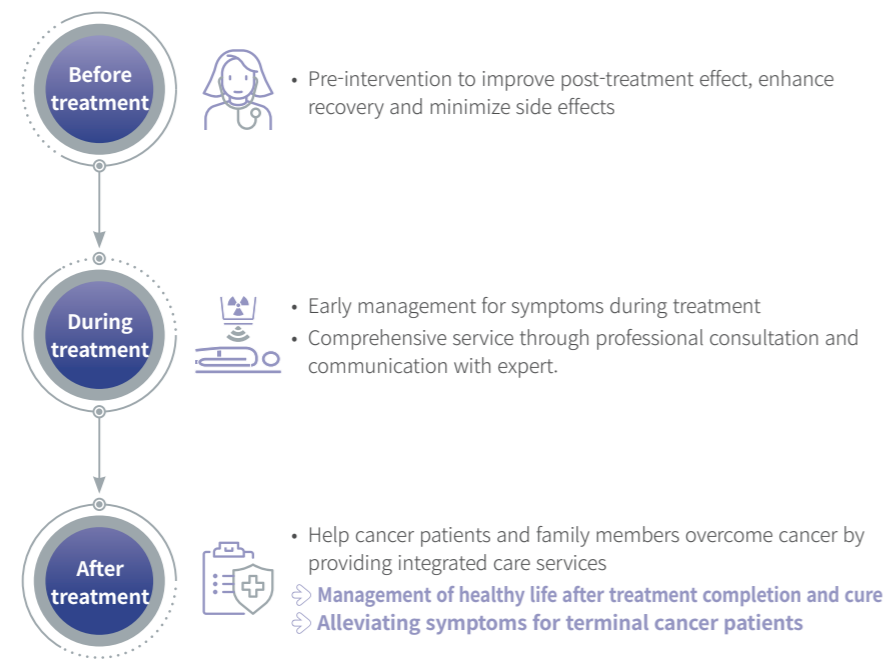 Before
treatment
• Pre-intervention to improve post-treatment effect, enhance
recovery and minimize side effects
During
treatment
• Early management for symptoms during treatment
• Comprehensive service through professional consultation and
communication with expert.
After
treatment
• Help cancer patients and family members overcome cancer by
providing integrated care services
Management of healthy life after treatment completion and cure
Alleviating symptoms for terminal cancer patients